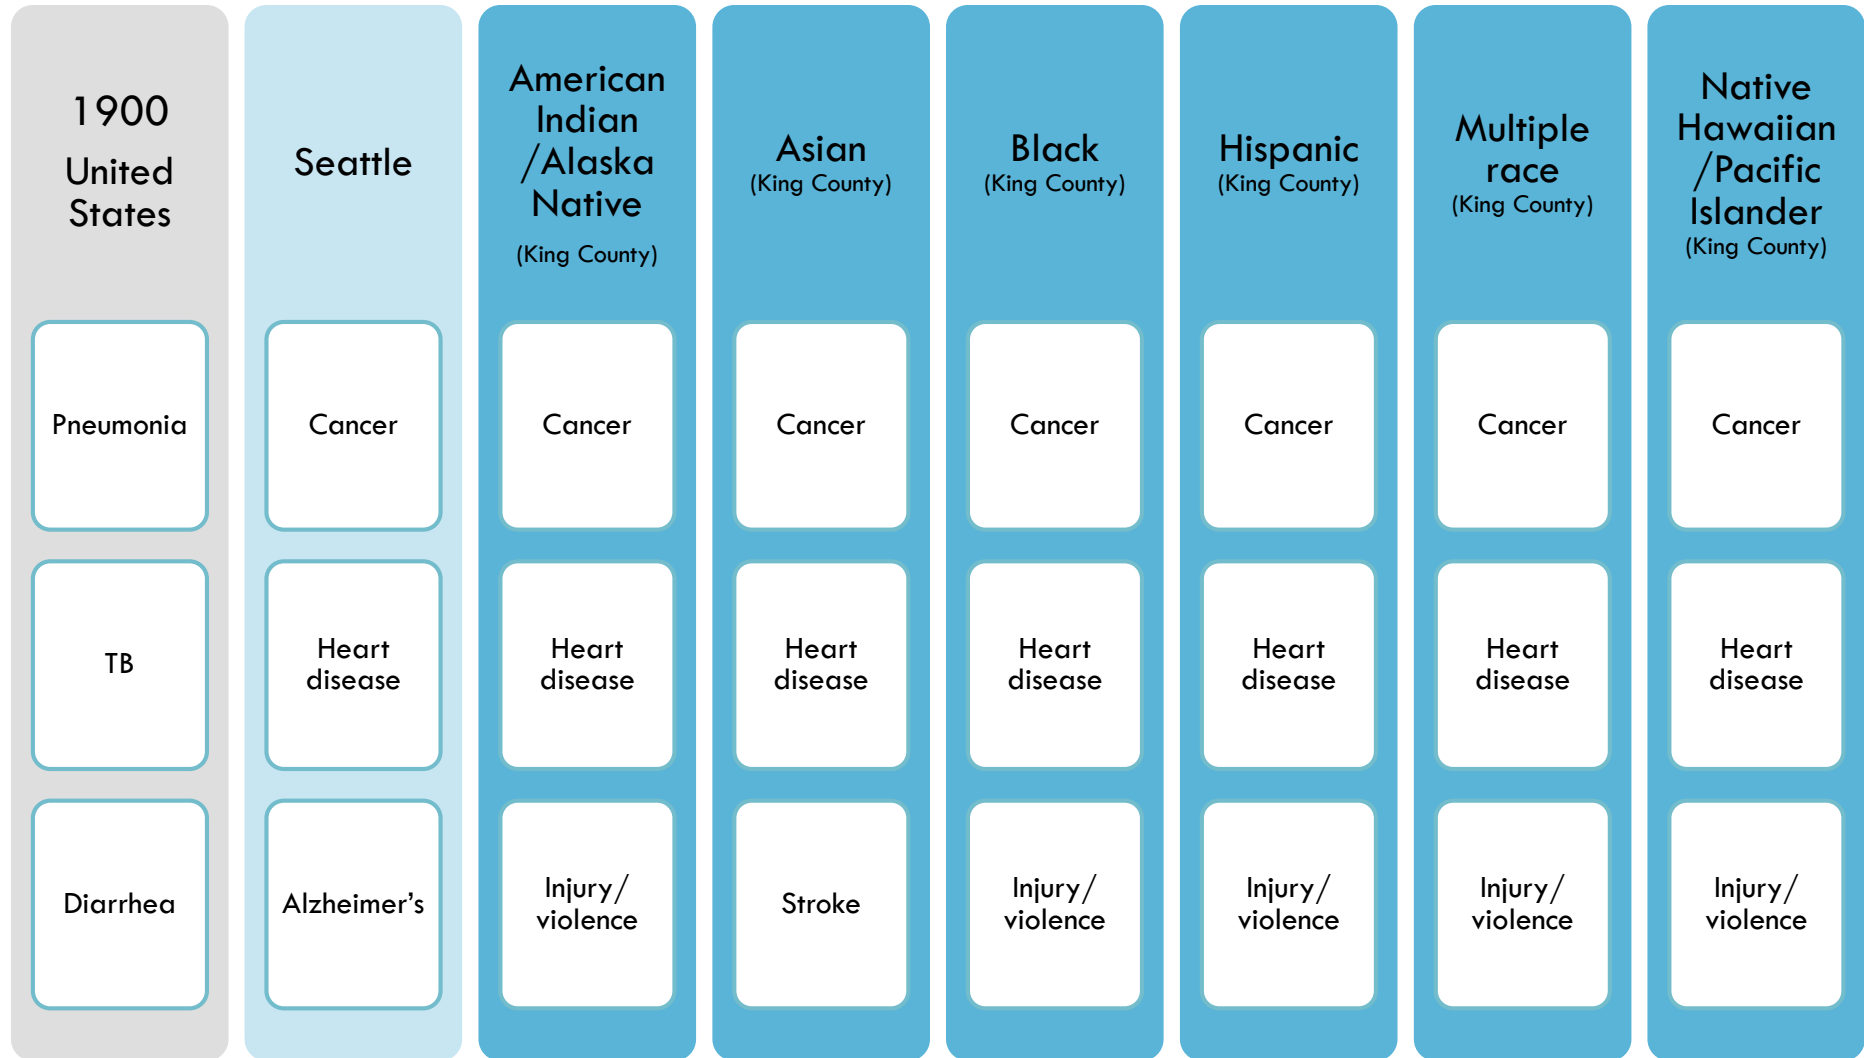 1900
United
States
Pneumonia
TB
Diarrhea
Seattle
Cancer
Heart
disease
Alzheimer’s
American
Indian
/Alaska
Native
(King County)
Cancer
Heart
disease
Injury/
violence
Asian
(King County)
Cancer
Heart
disease
Stroke
Black
(King County)
Cancer
Heart
disease
Injury/
violence
Hispanic
(King County)
Cancer
Heart
disease
Injury/
violence
Multiple
race
(King County)
Cancer
Heart
disease
Injury/
violence
Native
Hawaiian
/Pacific
Islander
(King County)
Cancer
Heart
disease
Injury/
violence